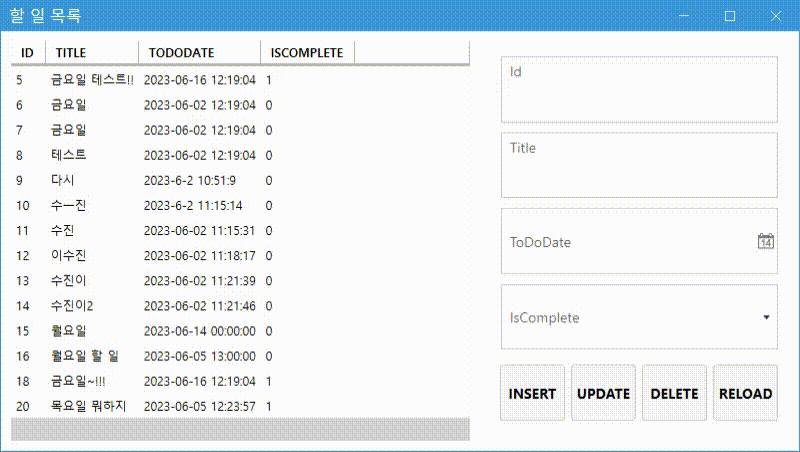 할 일 목록
ID TITLE TODODATE ISCOMPLETE
5 금요일 테스트!! 2023-06-16 12:19:04 1
6 금요일 2023-06-02 12:19:04 0
7 금요일 2023-06-02 12:19:04 0
8 테스트 2023-06-02 12:19:04 0
9 다시 2023-6-2 10:51:9 0
10 수ㅡ진 2023-6-2 11:15:14 0
11 수진 2023-06-02 11:15:31 0
12 이수진 2023-06-02 11:18:17 0
13 수진이 2023-06-02 11:21:39 0
14 수진이2 2023-06-02 11:21:46 0
15 월요일 2023-06-14 00:00:00 0
16 월요일 할 일 2023-06-05 13:00:00 0
18 금요일~!!! 2023-06-16 12:19:04 1
20 목요일 뭐하지 2023-06-05 12:23:57 1
Id
Title
ToDoDate 14
IsComplete
INSERT UPDATE DELETE RELOAD